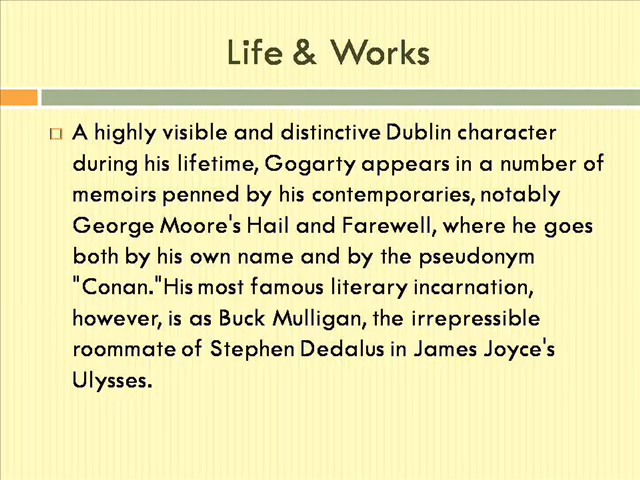 Life & Works
A highly visible and distinctive Dublin character
during his lifetime, Gogarty appears in a number of
memoirs penned by his contemporaries, notably
George Moore's Hail and Farewell, where he goes
both by his own name and by the pseudonym
"Conan."His most famous literary incarnation,
however, is as Buck Mulligan, the irrepressible
roommate of Stephen Dedalus in James Joyce's
Ulysses.